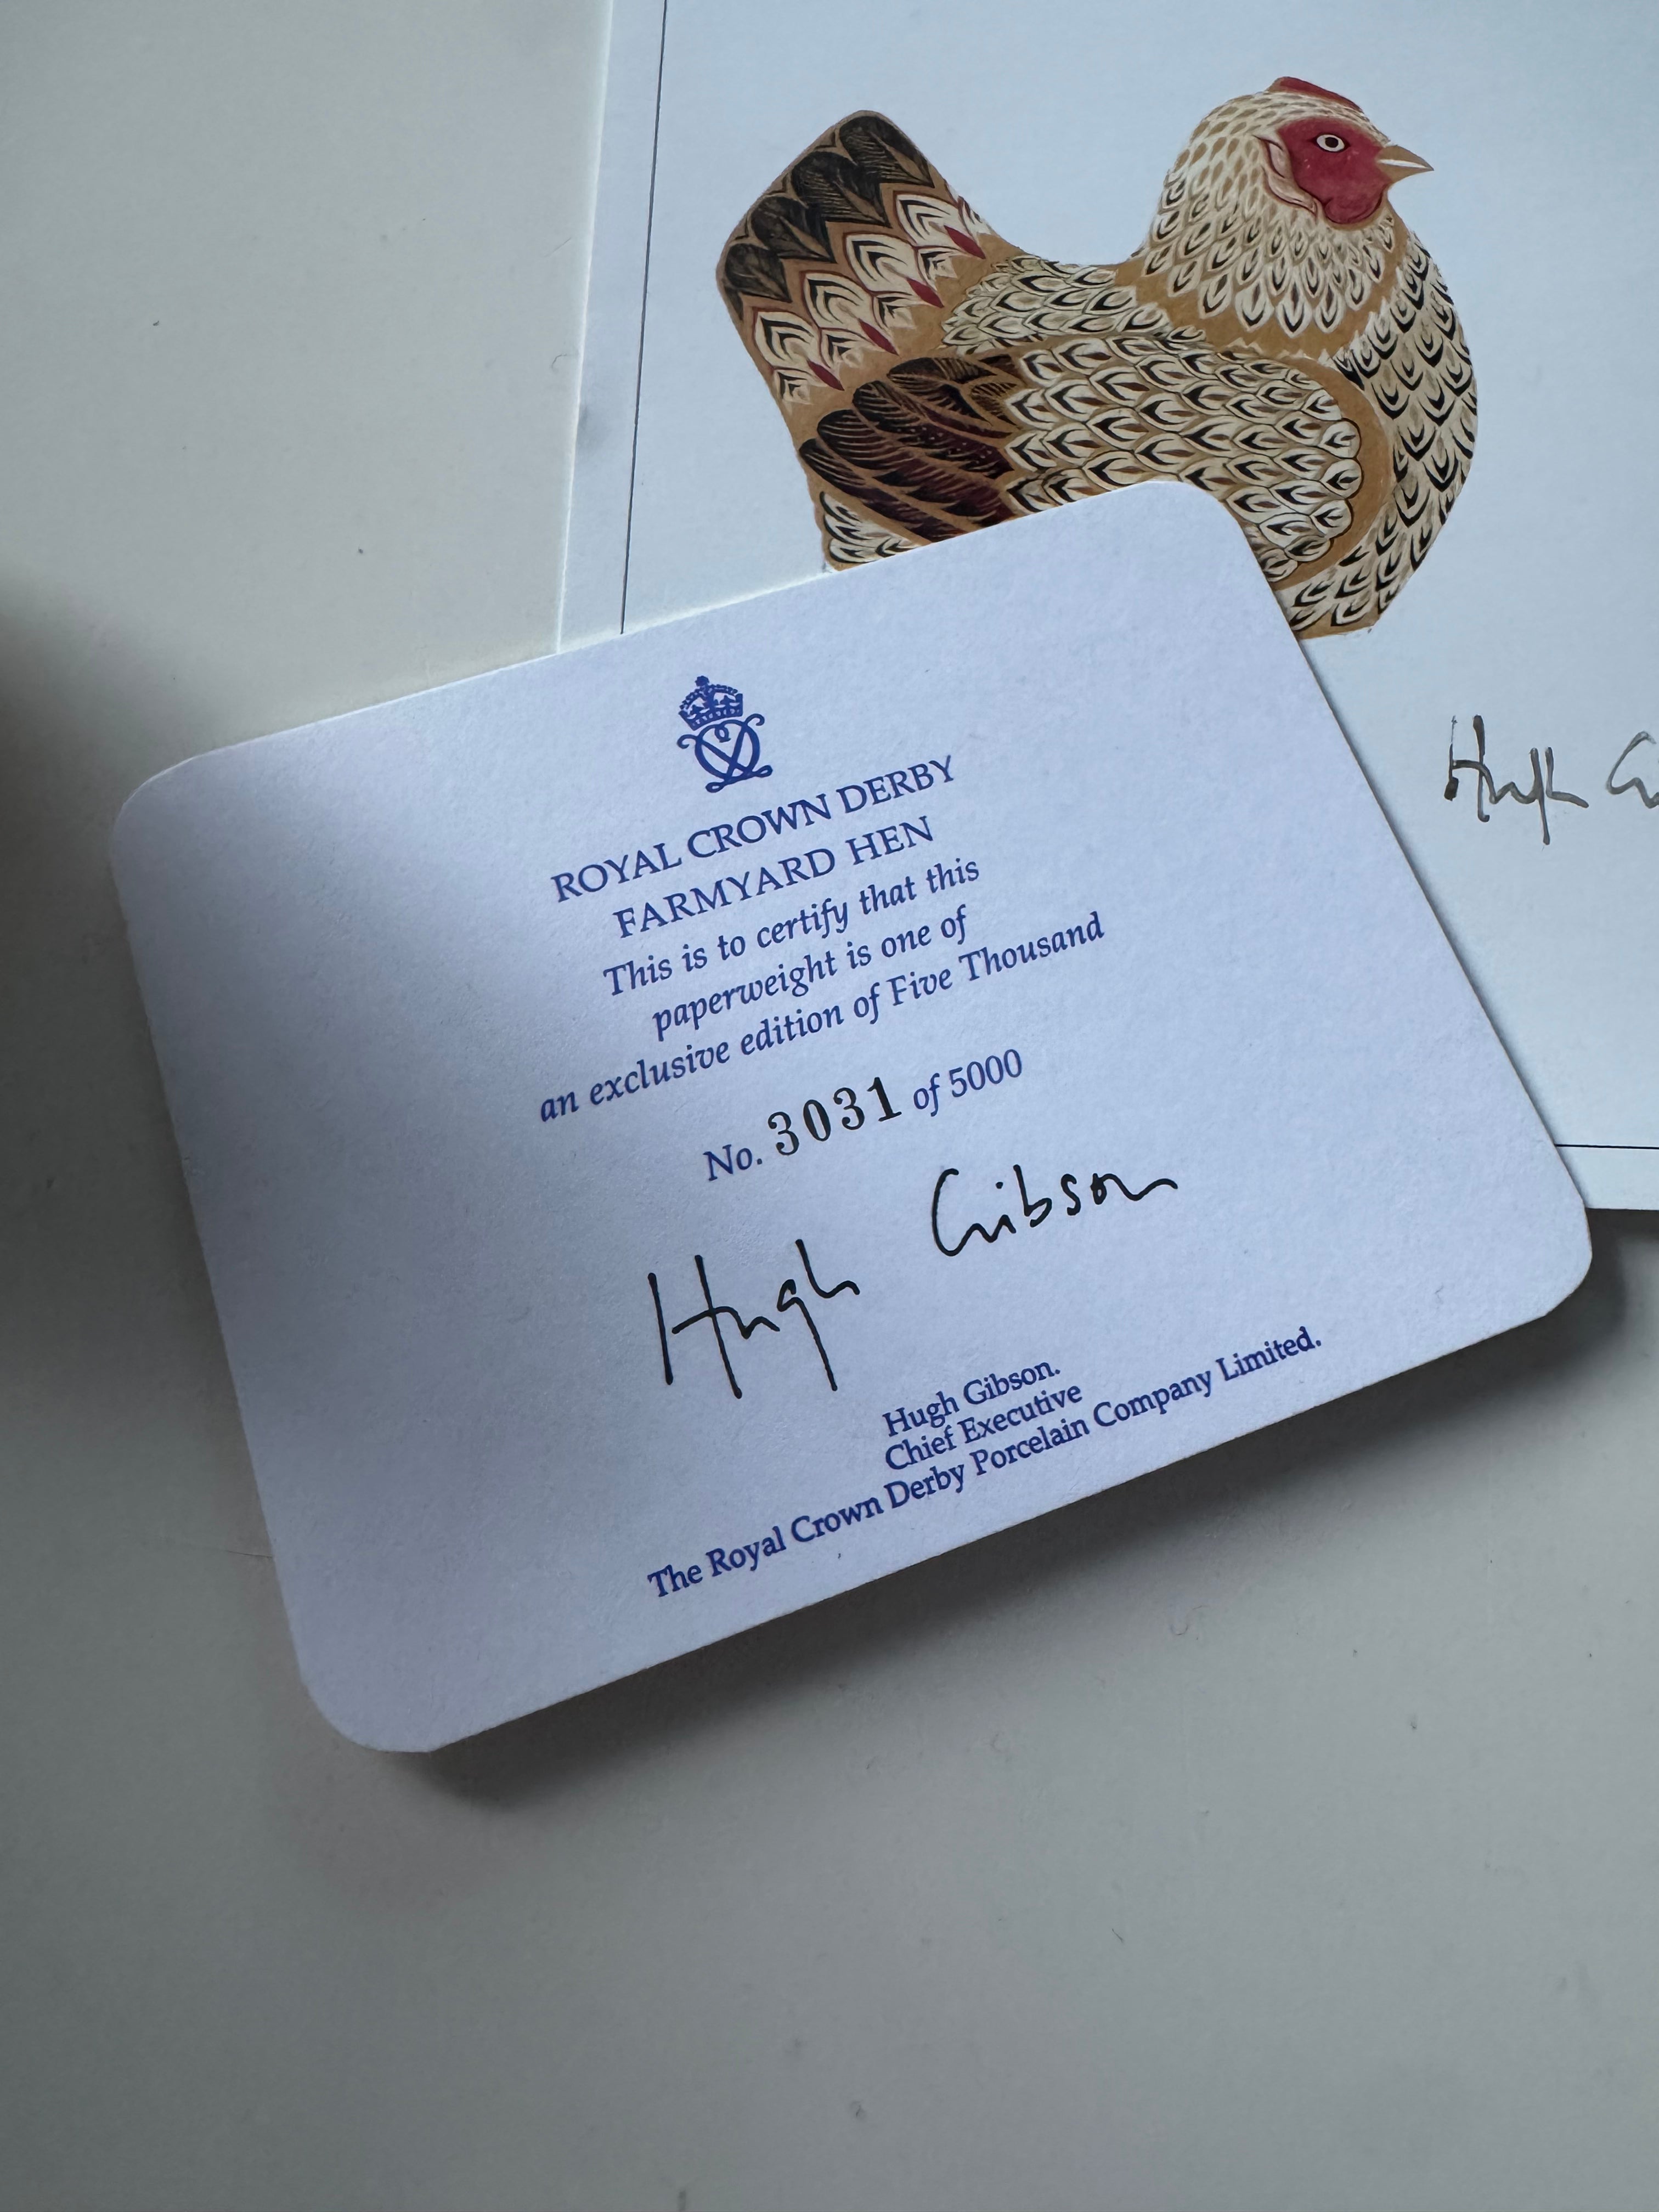 Hugh
ROYAL CROWN DERBY
FARMYARD HEN
This is to certify that this
paperweight is one of
an exclusive edition of Five Thousand
No. 3031 of 5000
Hugh Gibson
Hugh Gibson.
Chief Executive
The Royal Crown Derby Porcelain Company Limited.